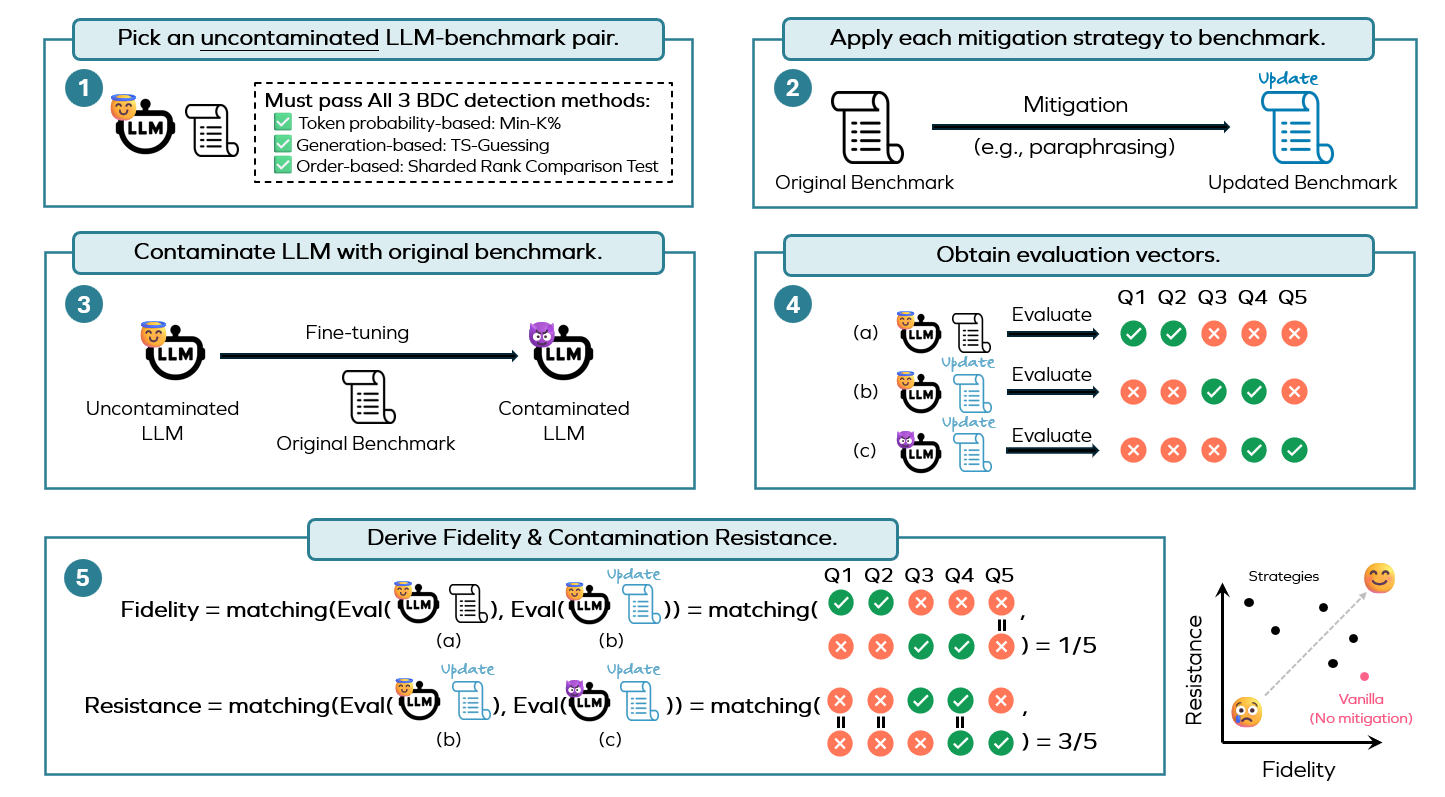 Pick an uncontaminated LLM-benchmark pair.
1
LLM
Must pass All 3 BDC detection methods:
Token probability-based: Min-K%
Generation-based: TS-Guessing
Order-based: Sharded Rank Comparison Test
Apply each mitigation strategy to benchmark.
2
Original Benchmark
Mitigation
(e.g., paraphrasing)
Update
Updated Benchmark
Contaminate LLM with original benchmark.
3
LLM
Uncontaminated
LLM
Fine-tuning
Original Benchmark
LLM
Contaminated
LLM
Obtain evaluation vectors.
4
Q1 Q2 Q3 Q4 Q5
(a) LLM Evaluate
Update
(b) LLM Evaluate
Update
(c) LLM Evaluate
Derive Fidelity & Contamination Resistance.
5
Q1 Q2 Q3 Q4 Q5
Update
Fidelity = matching(Eval( LLM ), Eval( LLM )) = matching( , ) = 1/5
(a) (b)
Update Update
Resistance = matching(Eval( LLM ), Eval( LLM )) = matching( , ) = 3/5
(b) (c)
Strategies
Resistance
Vanilla
(No mitigation)
Fidelity